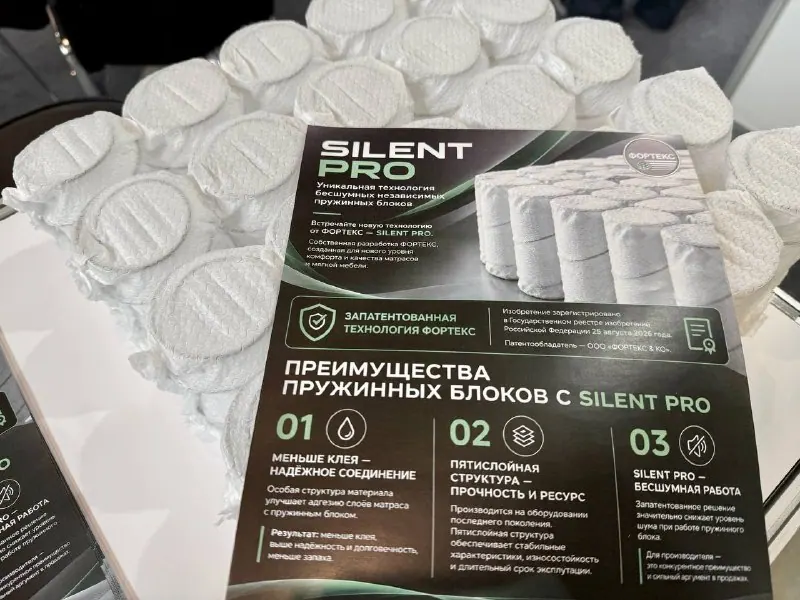 SILENT
PRO
Уникальная технология
бесшумных независимых
пружинных блоков
Встречайте новую технологию
от ФОРТЕКС — SILENT PRO.
Собственная разработка ФОРТЕКС,
созданная для нового уровня
комфорта и качества матрасов
и мягкой мебели.
ФОРТЕКС
ЗАПАТЕНТОВАННАЯ
ТЕХНОЛОГИЯ ФОРТЕКС
Изобретение зарегистрировано
в Государственном реестре изобретений
Российской Федерации 25 августа 2026 года.
Патентообладатель — ООО «ФОРТЕКС & КО».
ПРЕИМУЩЕСТВА
ПРУЖИННЫХ БЛОКОВ С SILENT PRO
01
МЕНЬШЕ КЛЕЯ —
НАДЁЖНОЕ СОЕДИНЕНИЕ
Особая структура материала
улучшает адгезию слоёв матраса
с пружинным блоком.
Результат: меньше клея,
выше надёжность и долговечность,
меньше запаха.
02
ПЯТИСЛОЙНАЯ
СТРУКТУРА —
ПРОЧНОСТЬ И РЕСУРС
Производится на оборудовании
последнего поколения.
Пятислойная структура
обеспечивает стабильные
характеристики, износостойкость
и длительный срок эксплутации.
03
SILENT PRO —
БЕСШУМНАЯ РАБОТА
Запатентованное решение
значительно снижает уровень
шума при работе пружинного
блока.
Для производителя —
это конкурентное преимущество
и сильный аргумент в продажах.